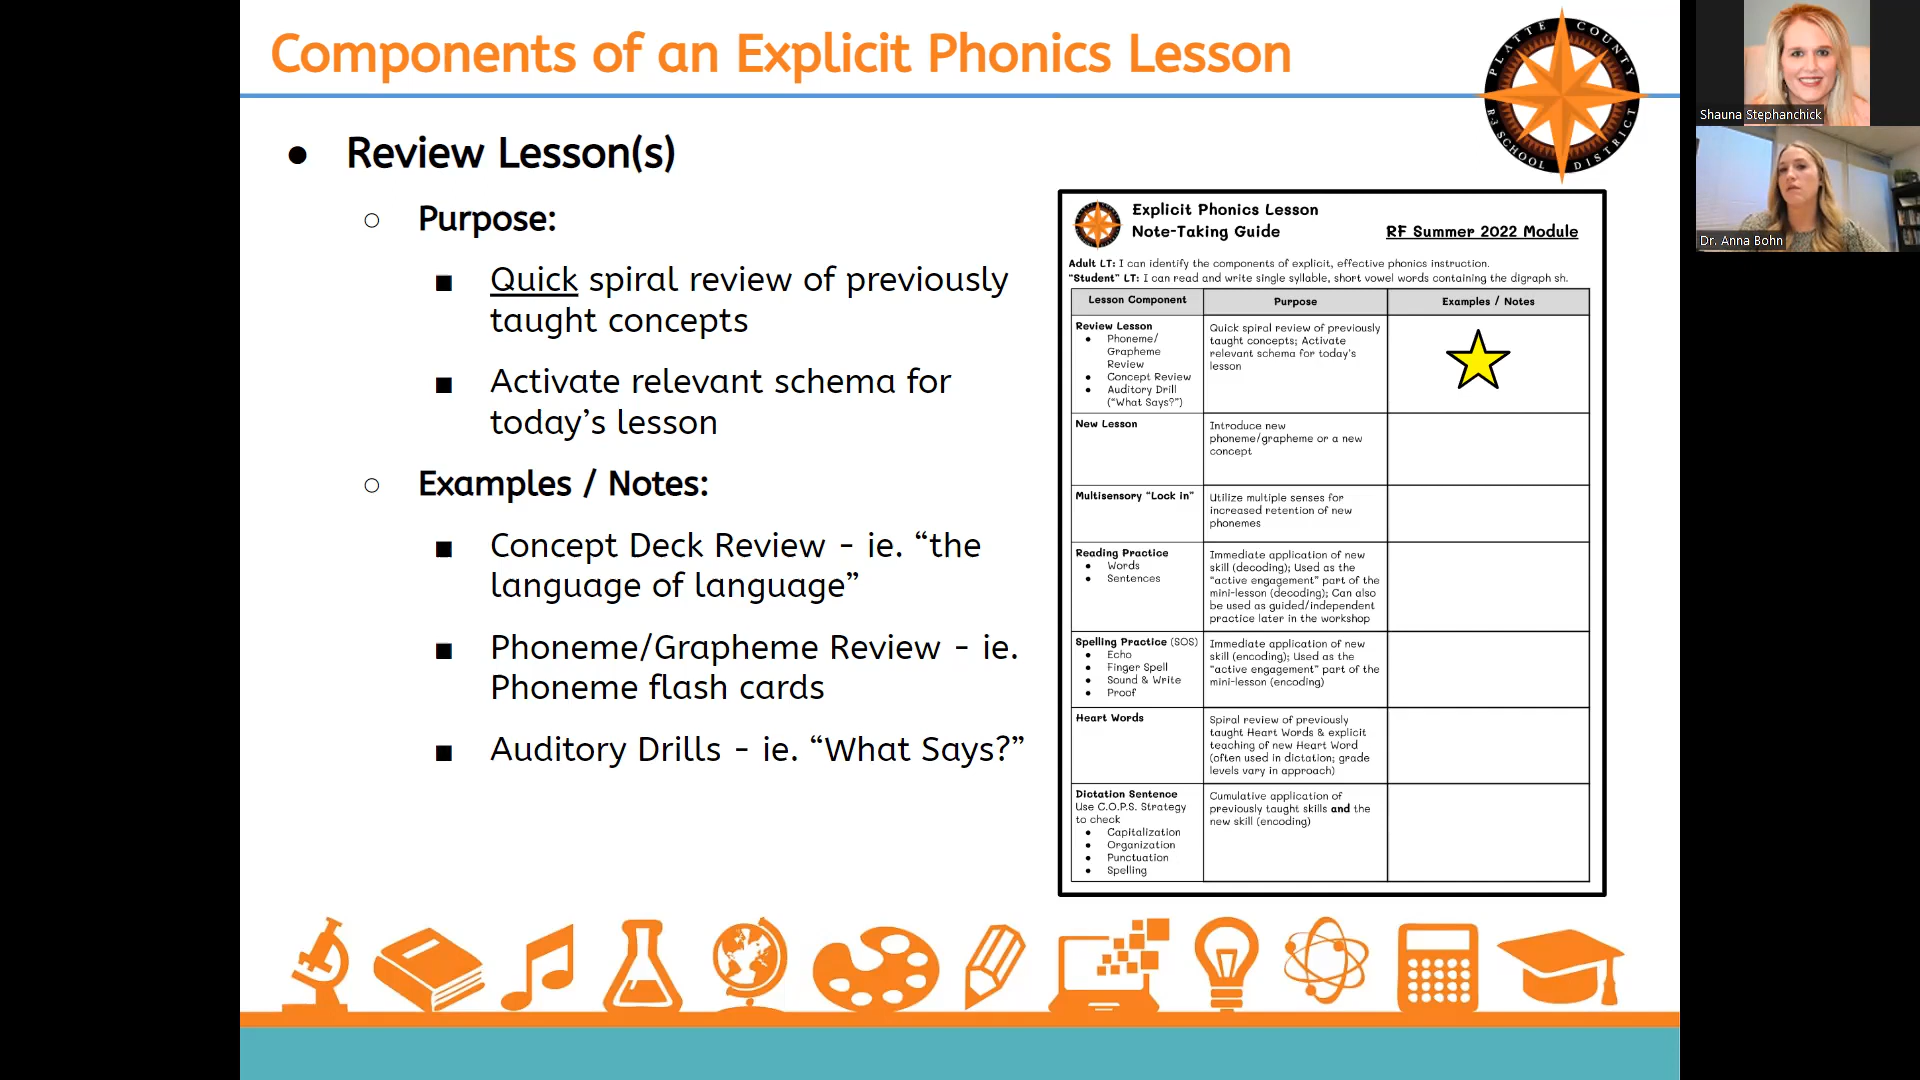 Components of an Explicit Phonics Lesson
PLATTE COUNTY
R3 SCHOOL DISTRICT
Shauna Stephanchick
Dr. Anna Bohn
● Review Lesson(s)
○ Purpose:
■ Quick spiral review of previously
taught concepts
■ Activate relevant schema for
today’s lesson
○ Examples / Notes:
■ Concept Deck Review - ie. “the
language of language”
■ Phoneme/Grapheme Review - ie.
Phoneme flash cards
■ Auditory Drills - ie. “What Says?”
Explicit Phonics Lesson
Note-Taking Guide
RF Summer 2022 Module
Adult LT: I can identify the components of explicit, effective phonics instruction.
“Student” LT: I can read and write single syllable, short vowel words containing the digraph sh.
Lesson Component
Purpose
Examples / Notes
Review Lesson
● Phoneme/
Grapheme
Review
● Concept Review
● Auditory Drill
(“What Says?”)
Quick spiral review of previously
taught concepts; Activate
relevant schema for today’s
lesson
New Lesson
Introduce new
phoneme/grapheme or a new
concept
Multisensory “Lock in”
Utilize multiple senses for
increased retention of new
phonemes
Reading Practice
● Words
● Sentences
Immediate application of new
skill (decoding); Used as the
“active engagement” part of the
mini-lesson (decoding); Can also
be used as guided/independent
practice later in the workshop
Spelling Practice (SOS)
● Echo
● Finger Spell
● Sound & Write
● Proof
Immediate application of new
skill (encoding); Used as the
“active engagement” part of the
mini-lesson (encoding)
Heart Words
Spiral review of previously
taught Heart Words & explicit
teaching of new Heart Word
(often used in dictation; grade
levels vary in approach)
Dictation Sentence
Use C.O.P.S. Strategy
to check
● Capitalization
● Organization
● Punctuation
● Spelling
Cumulative application of
previously taught skills and the
new skill (encoding)